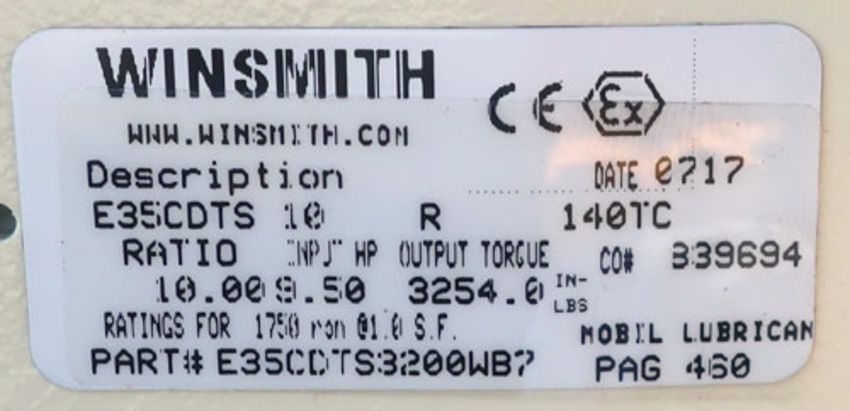 WINSMITH
CE Ex
WWW.WINSMITH.COM
Description DATE 0717
E35CDTS 10 R 140TC
RATIO INPUT HP OUTPUT TORQUE CO# 339694
10.00 9.50 3254.0 IN-LBS
RATINGS FOR 1750 rpm @1.0 S.F. MOBIL LUBRICAN
PART# E35CDTS3200WB7 PAG 460